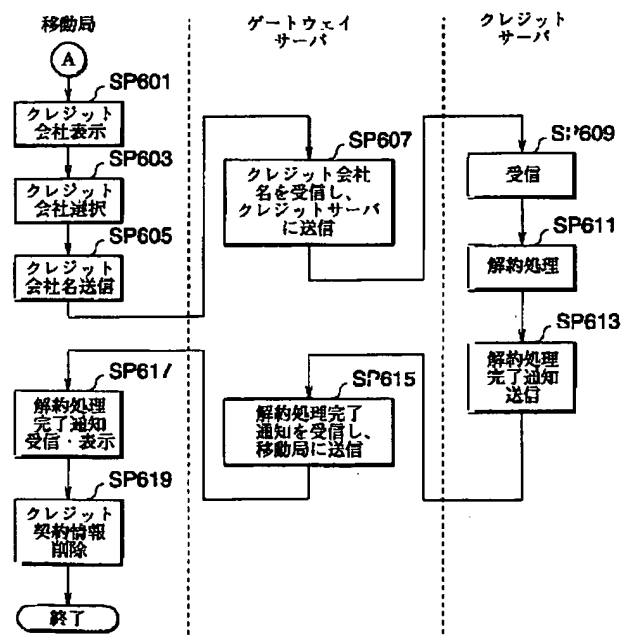 移動局
ゲートウェイ
サーバ
クレジット
サーバ
A
SP601
クレジット
会社表示
SP603
クレジット
会社選択
SP605
クレジット
会社名送信
SP607
クレジット会社
名を受信し、
クレジットサーバ
に送信
SP609
受信
SP611
解約処理
SP613
解約処理
完了通知
送信
SP615
解約処理完了
通知を受信し、
移動局に送信
SP617
解約処理
完了通知
受信・表示
SP619
クレジット
契約情報
削除
終了